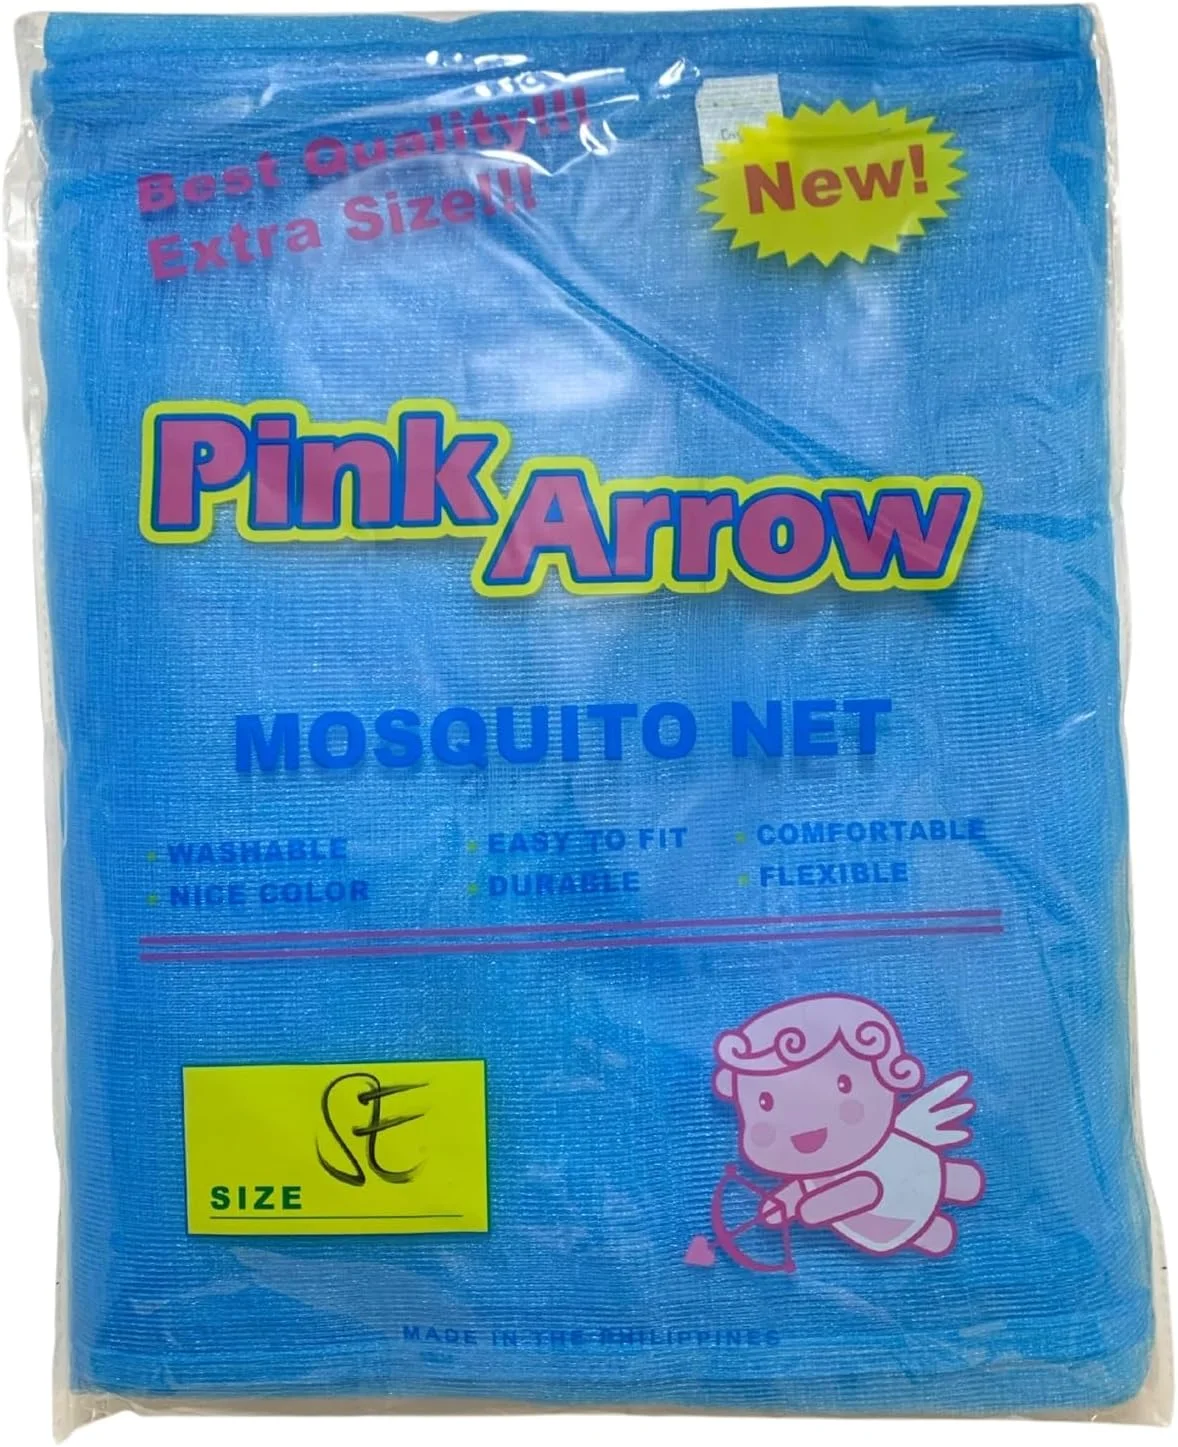 Best Quality!!!
Extra Size!!!
New!
Pink Arrow
MOSQUITO NET
• WASHABLE • EASY TO FIT • COMFORTABLE
• NICE COLOR • DURABLE • FLEXIBLE
SIZE SE
MADE IN THE PHILIPPINES